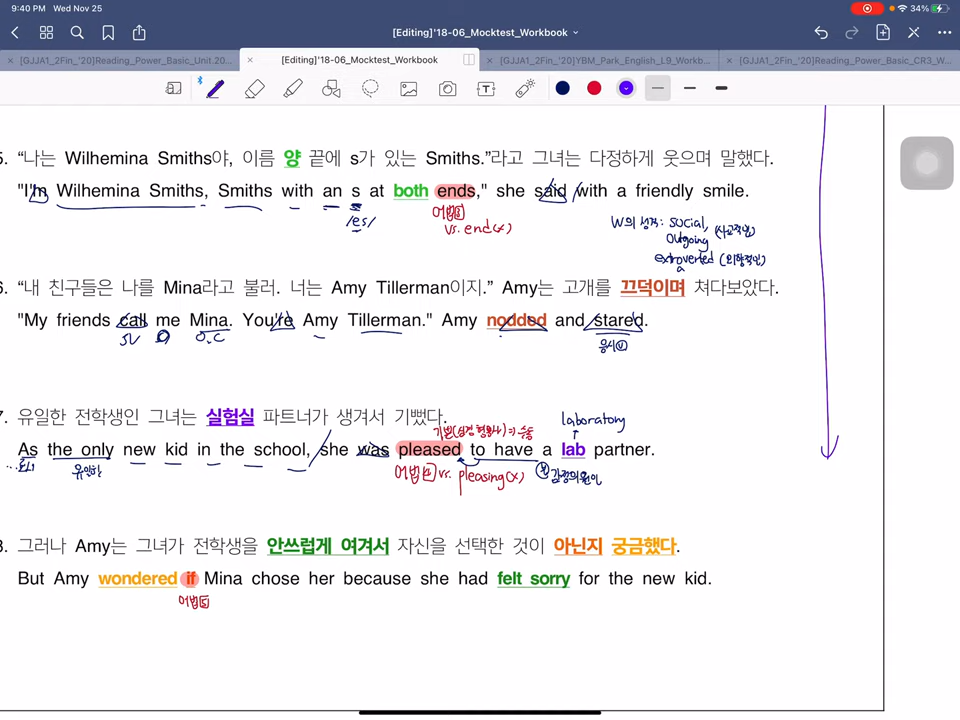 9:40 PM Wed Nov 25
34%
[Editing]'18-06_Mocktest_Workbook
[GJJA1_2Fin_'20]Reading_Power_Basic_Unit.20...
[Editing]'18-06_Mocktest_Workbook
[GJJA1_2Fin_'20]YBM_Park_English_L9_Workb...
[GJJA1_2Fin_'20]Reading_Power_Basic_CR3_W...
5. “나는 Wilhemina Smiths야, 이름 양 끝에 s가 있는 Smiths.”라고 그녀는 다정하게 웃으며 말했다.
"I'm Wilhemina Smiths, Smiths with an s at both ends," she said with a friendly smile.
/es/
어법3
vs. end(x)
W의 성격: social, (사교적인)
outgoing
extroverted (외향적인)
6. “내 친구들은 나를 Mina라고 불러. 너는 Amy Tillerman이지.” Amy는 고개를 끄덕이며 쳐다보았다.
"My friends call me Mina. You're Amy Tillerman." Amy nodded and stared.
O
O.C
응시
7. 유일한 전학생인 그녀는 실험실 파트너가 생겨서 기뻤다.
laboratory
As the only new kid in the school, she was pleased to have a lab partner.
유일한
어법4 vs. pleasing(x)
감정의 원인
8. 그러나 Amy는 그녀가 전학생을 안쓰럽게 여겨서 자신을 선택한 것이 아닌지 궁금했다.
But Amy wondered if Mina chose her because she had felt sorry for the new kid.
어법5